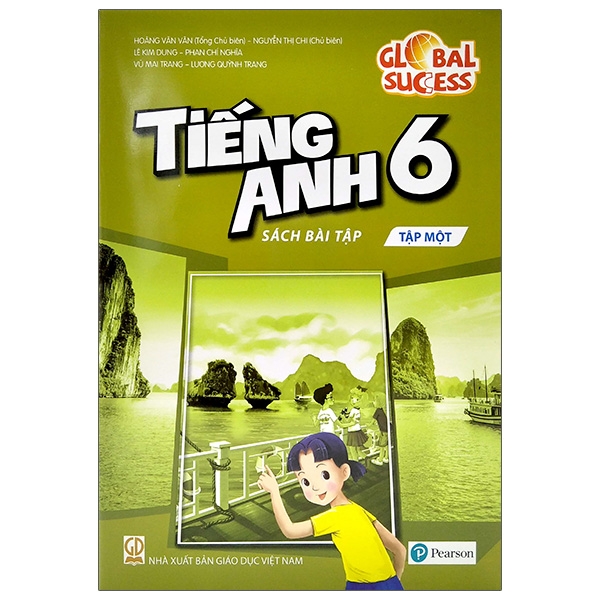 HOÀNG VĂN VÂN (Tổng Chủ biên) – NGUYỄN THỊ CHI (Chủ biên)
LÊ KIM DUNG – PHAN CHÍ NGHĨA
VŨ MAI TRANG – LƯƠNG QUỲNH TRANG
GLOBAL
SUCCESS
TIẾNG
ANH 6
SÁCH BÀI TẬP
TẬP MỘT
GD
NHÀ XUẤT BẢN GIÁO DỤC VIỆT NAM
Pearson